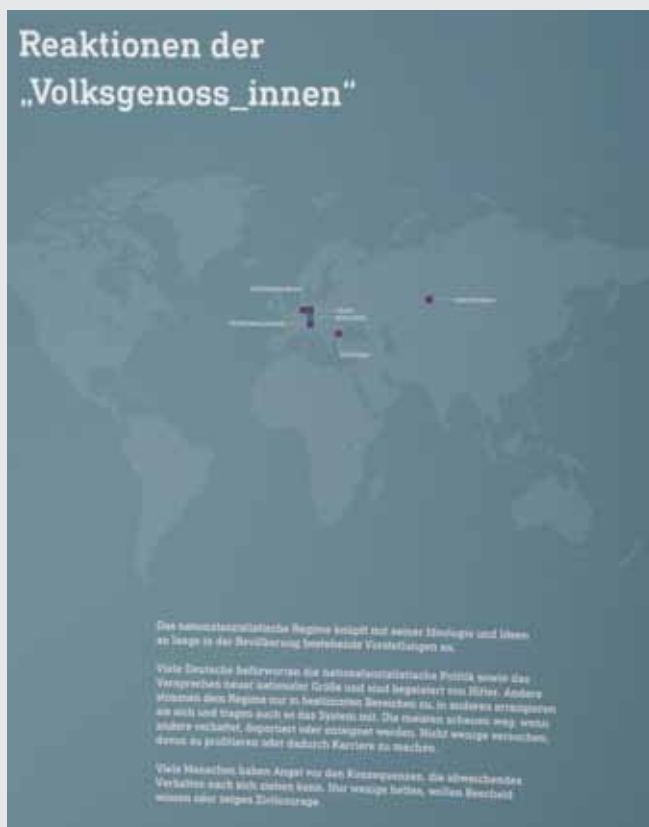 Reaktionen der
„Volksgenoss_innen“
Das nationalsozialistische Regime knüpft mit seiner Ideologie und Ideen
an lange in der Bevölkerung bestehende Vorstellungen an.
Viele Deutsche befürworten die nationalsozialistische Politik sowie das
Versprechen neuer nationaler Größe und sind begeistert von Hitler. Andere
stimmen dem Regime nur in bestimmten Bereichen zu, in anderen arrangieren
sie sich und tragen auch so das System mit. Die meisten schauen weg, wenn
andere verhaftet, deportiert oder enteignet werden. Nicht wenige versuchen,
davon zu profitieren oder dadurch Karriere zu machen.
Viele Menschen haben Angst vor den Konsequenzen, die abweichendes
Verhalten nach sich ziehen kann. Nur wenige helfen, wollen Bescheid
wissen oder zeigen Zivilcourage.